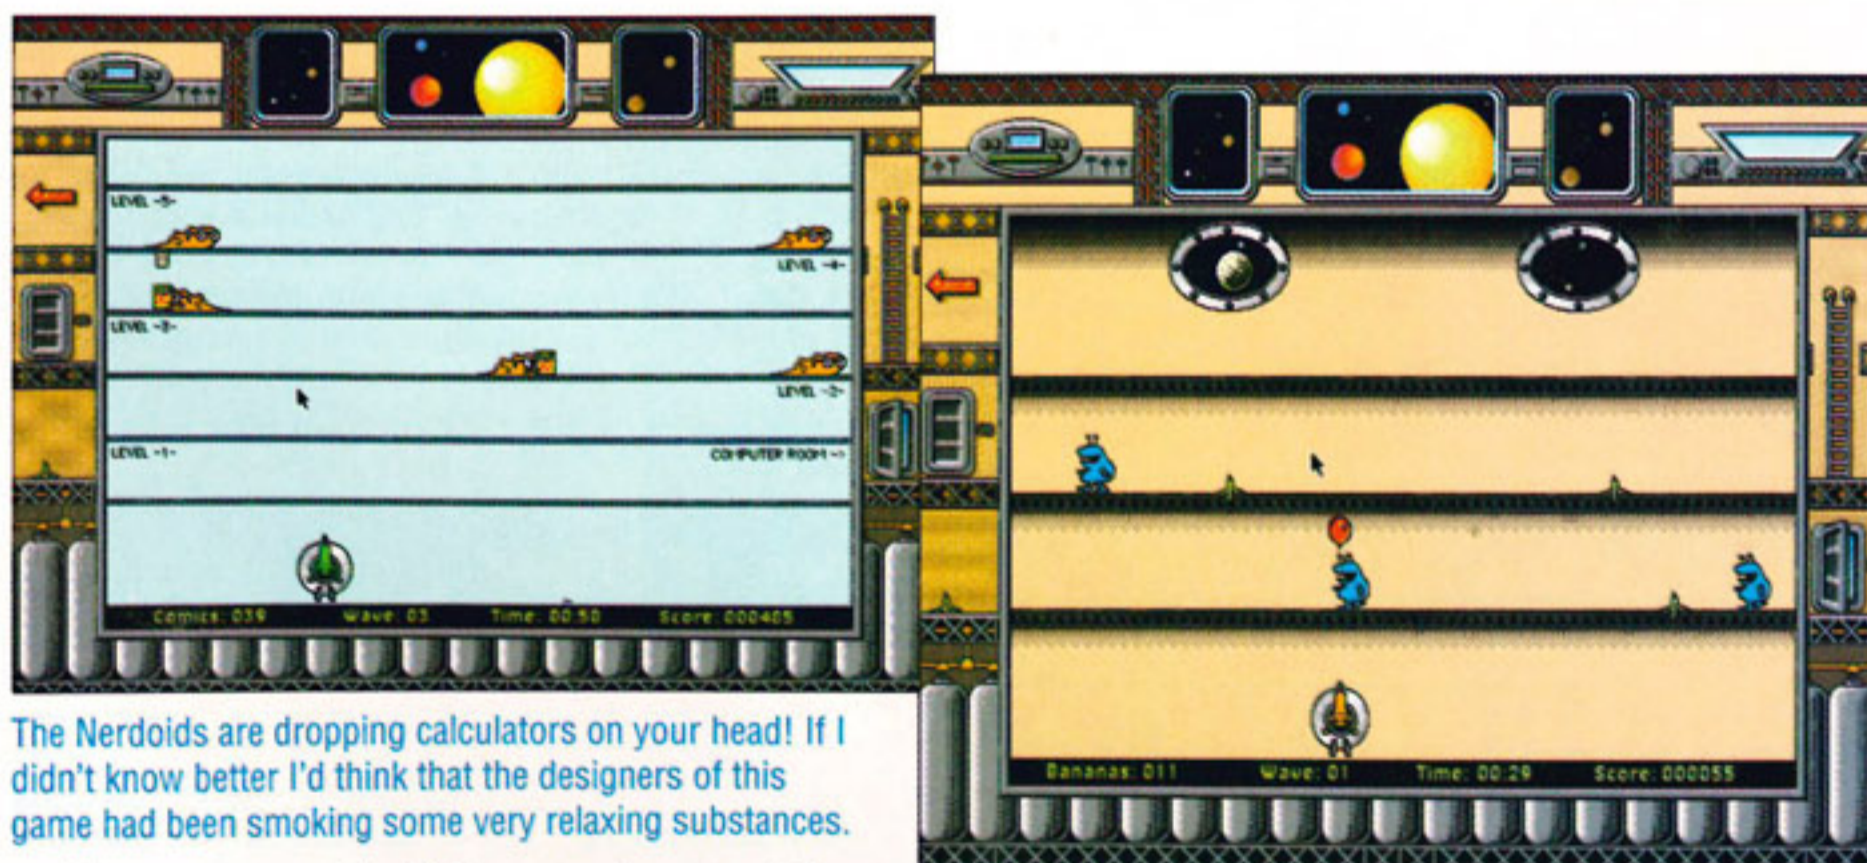 LEVEL -5-
LEVEL -4-
LEVEL -3-
LEVEL -2-
LEVEL -1-
COMPUTER ROOM ->
Comics: 039 Wave: 03 Time: 00:50 Score: 000405
Bananas: 011 Wave: 01 Time: 00:29 Score: 000055
The Nerdoids are dropping calculators on your head! If I
didn't know better I'd think that the designers of this
game had been smoking some very relaxing substances.